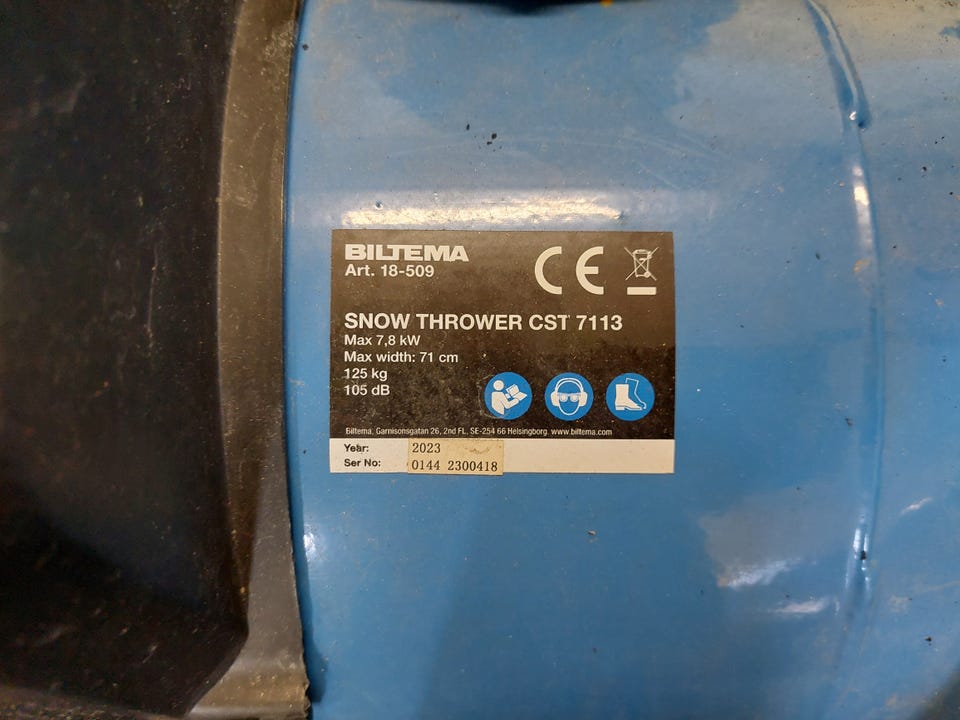 BILTEMA
Art. 18-509
CE
SNOW THROWER CST 7113
Max 7,8 kW
Max width: 71 cm
125 kg
105 dB
Biltema, Garnisonsgatan 26, 2nd FL. SE-254 66 Helsingborg. www.biltema.com
Year: 2023
Ser No: 0144 2300418